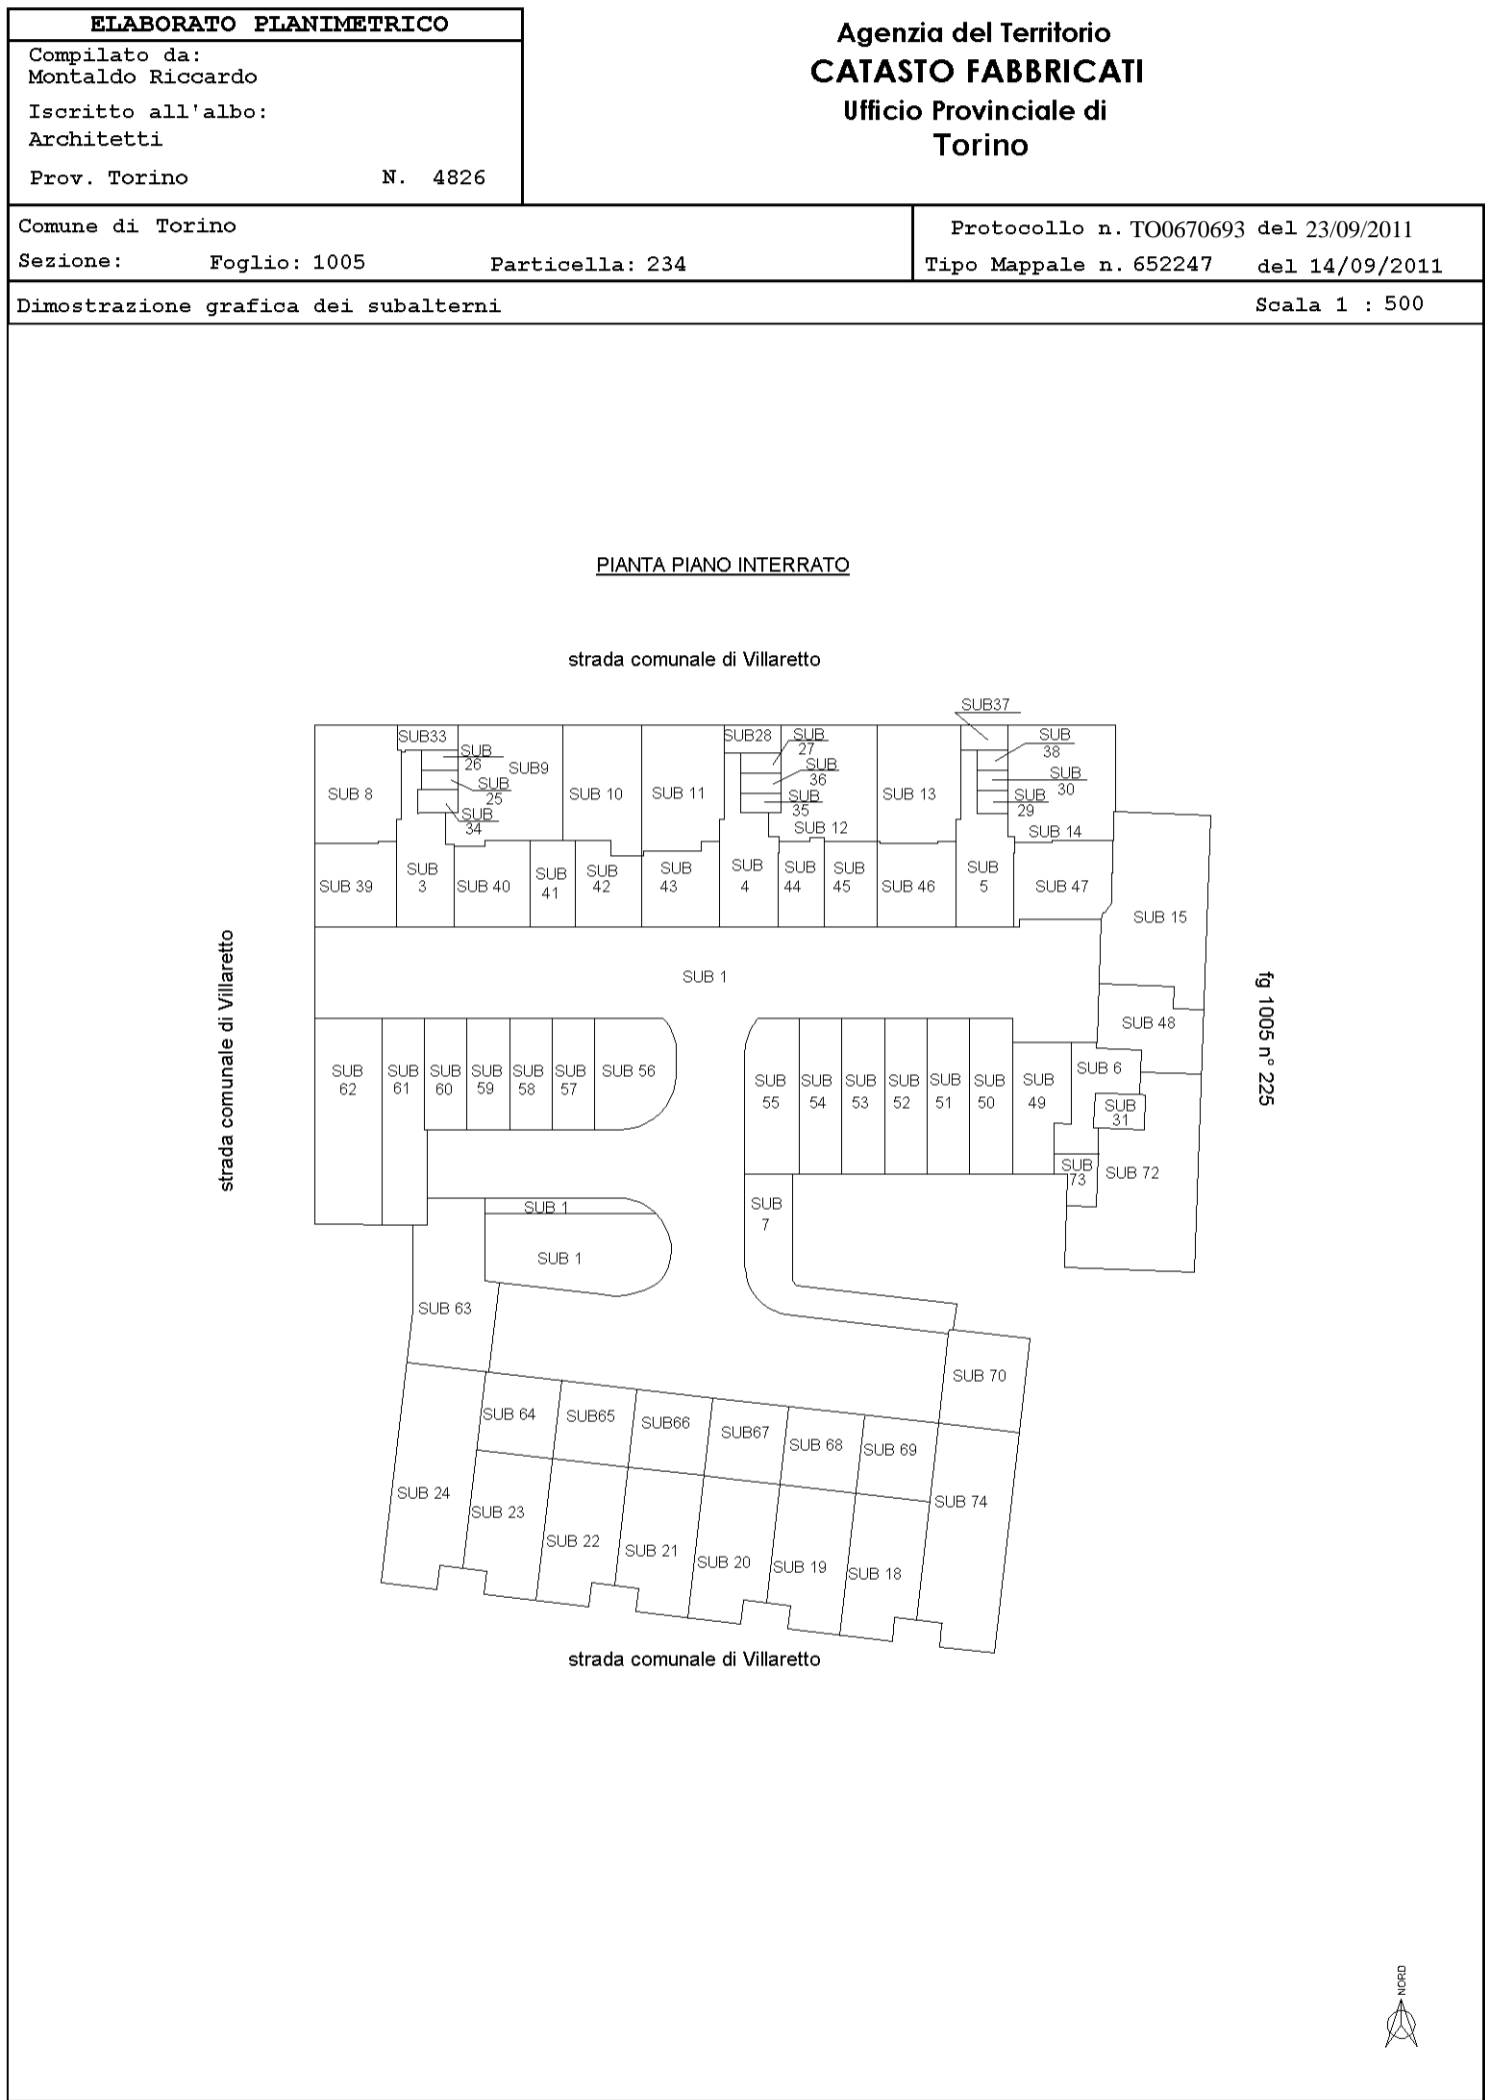 ELABORATO PLANIMETRICO
Compilato da:
Montaldo Riccardo
Iscritto all'albo:
Architetti
Prov. Torino N. 4826
Agenzia del Territorio
CATASTO FABBRICATI
Ufficio Provinciale di
Torino
Comune di Torino
Sezione: Foglio: 1005 Particella: 234
Protocollo n. TO0670693 del 23/09/2011
Tipo Mappale n. 652247 del 14/09/2011
Dimostrazione grafica dei subalterni
Scala 1 : 500
PIANTA PIANO INTERRATO
strada comunale di Villaretto
SUB37
SUB33
SUB28
SUB
27
SUB
38
SUB
26
SUB9
SUB
36
SUB
30
SUB
25
SUB 8
SUB 10
SUB 11
SUB
35
SUB 13
SUB
29
SUB
34
SUB 12
SUB 14
SUB 39
SUB
3
SUB 40
SUB
41
SUB
42
SUB
43
SUB
4
SUB
44
SUB
45
SUB 46
SUB
5
SUB 47
SUB 15
strada comunale di Villaretto
SUB 1
fg 1005 n° 225
SUB 48
SUB
62
SUB
61
SUB
60
SUB
59
SUB
58
SUB
57
SUB 56
SUB
55
SUB
54
SUB
53
SUB
52
SUB
51
SUB
50
SUB
49
SUB 6
SUB
31
SUB
73
SUB 72
SUB 1
SUB
7
SUB 1
SUB 63
SUB 70
SUB 64
SUB65
SUB66
SUB67
SUB 68
SUB 69
SUB 24
SUB 23
SUB 22
SUB 21
SUB 20
SUB 19
SUB 18
SUB 74
strada comunale di Villaretto
NORD